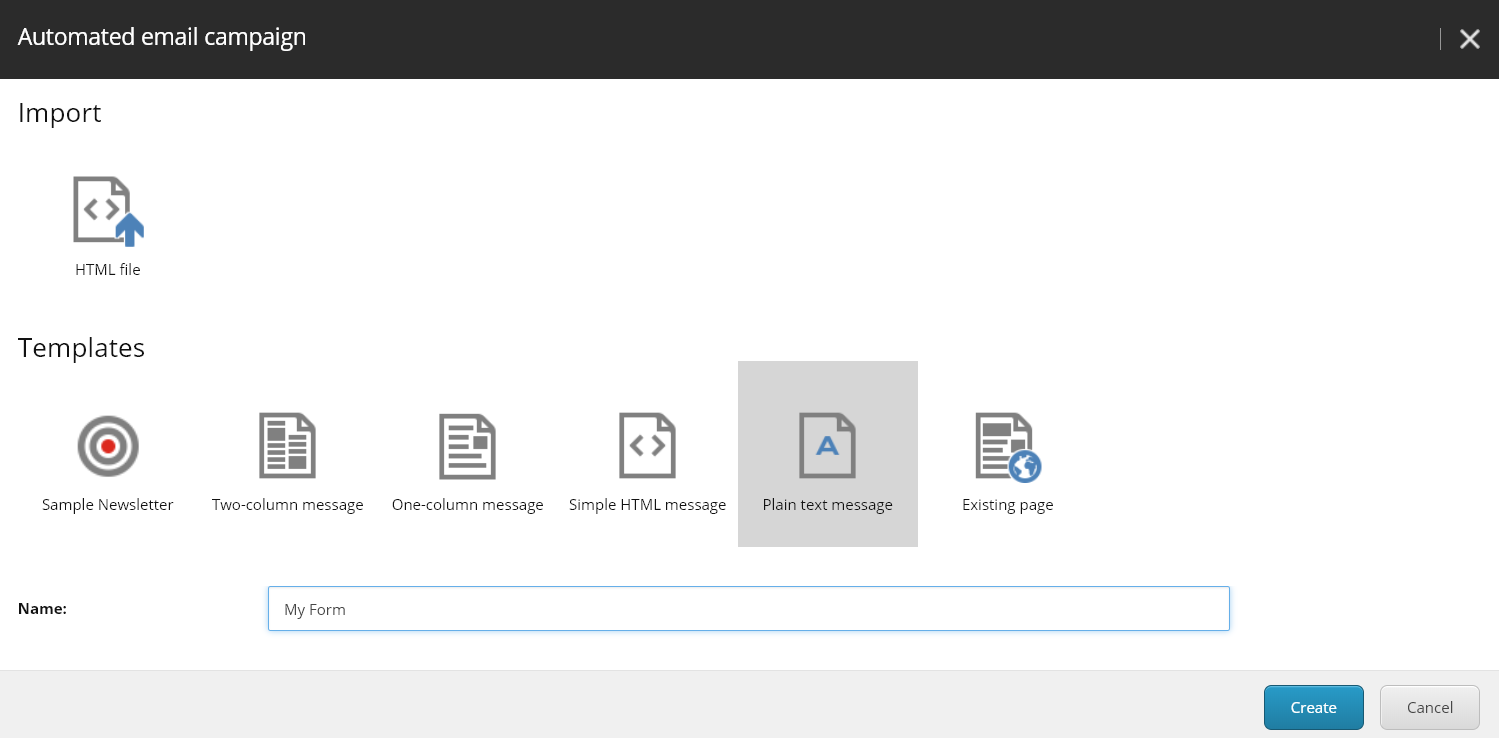 Automated email campaign
Import
HTML file
Templates
Sample Newsletter
Two-column message
One-column message
Simple HTML message
A
Plain text message
Existing page
Name:
My Form
Create
Cancel